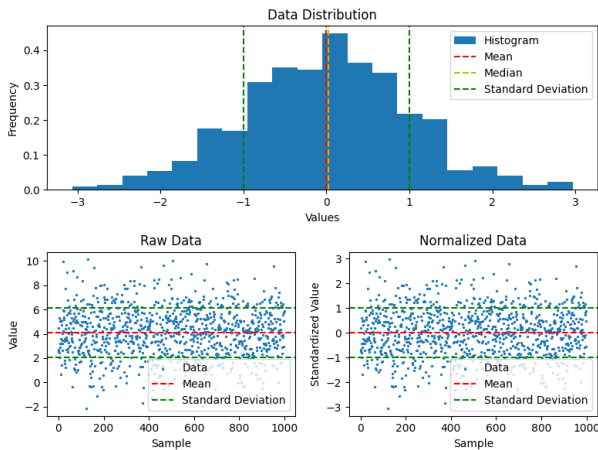 Data Distribution
0.4
0.3
0.2
0.1
0.0
Frequency
Histogram
Mean
Median
Standard Deviation
−3 −2 −1 0 1 2 3
Values
Raw Data
10
8
6
4
2
0
−2
Value
Data
Mean
Standard Deviation
0 200 400 600 800 1000
Sample
Normalized Data
3
2
1
0
−1
−2
−3
Standardized Value
Data
Mean
Standard Deviation
0 200 400 600 800 1000
Sample